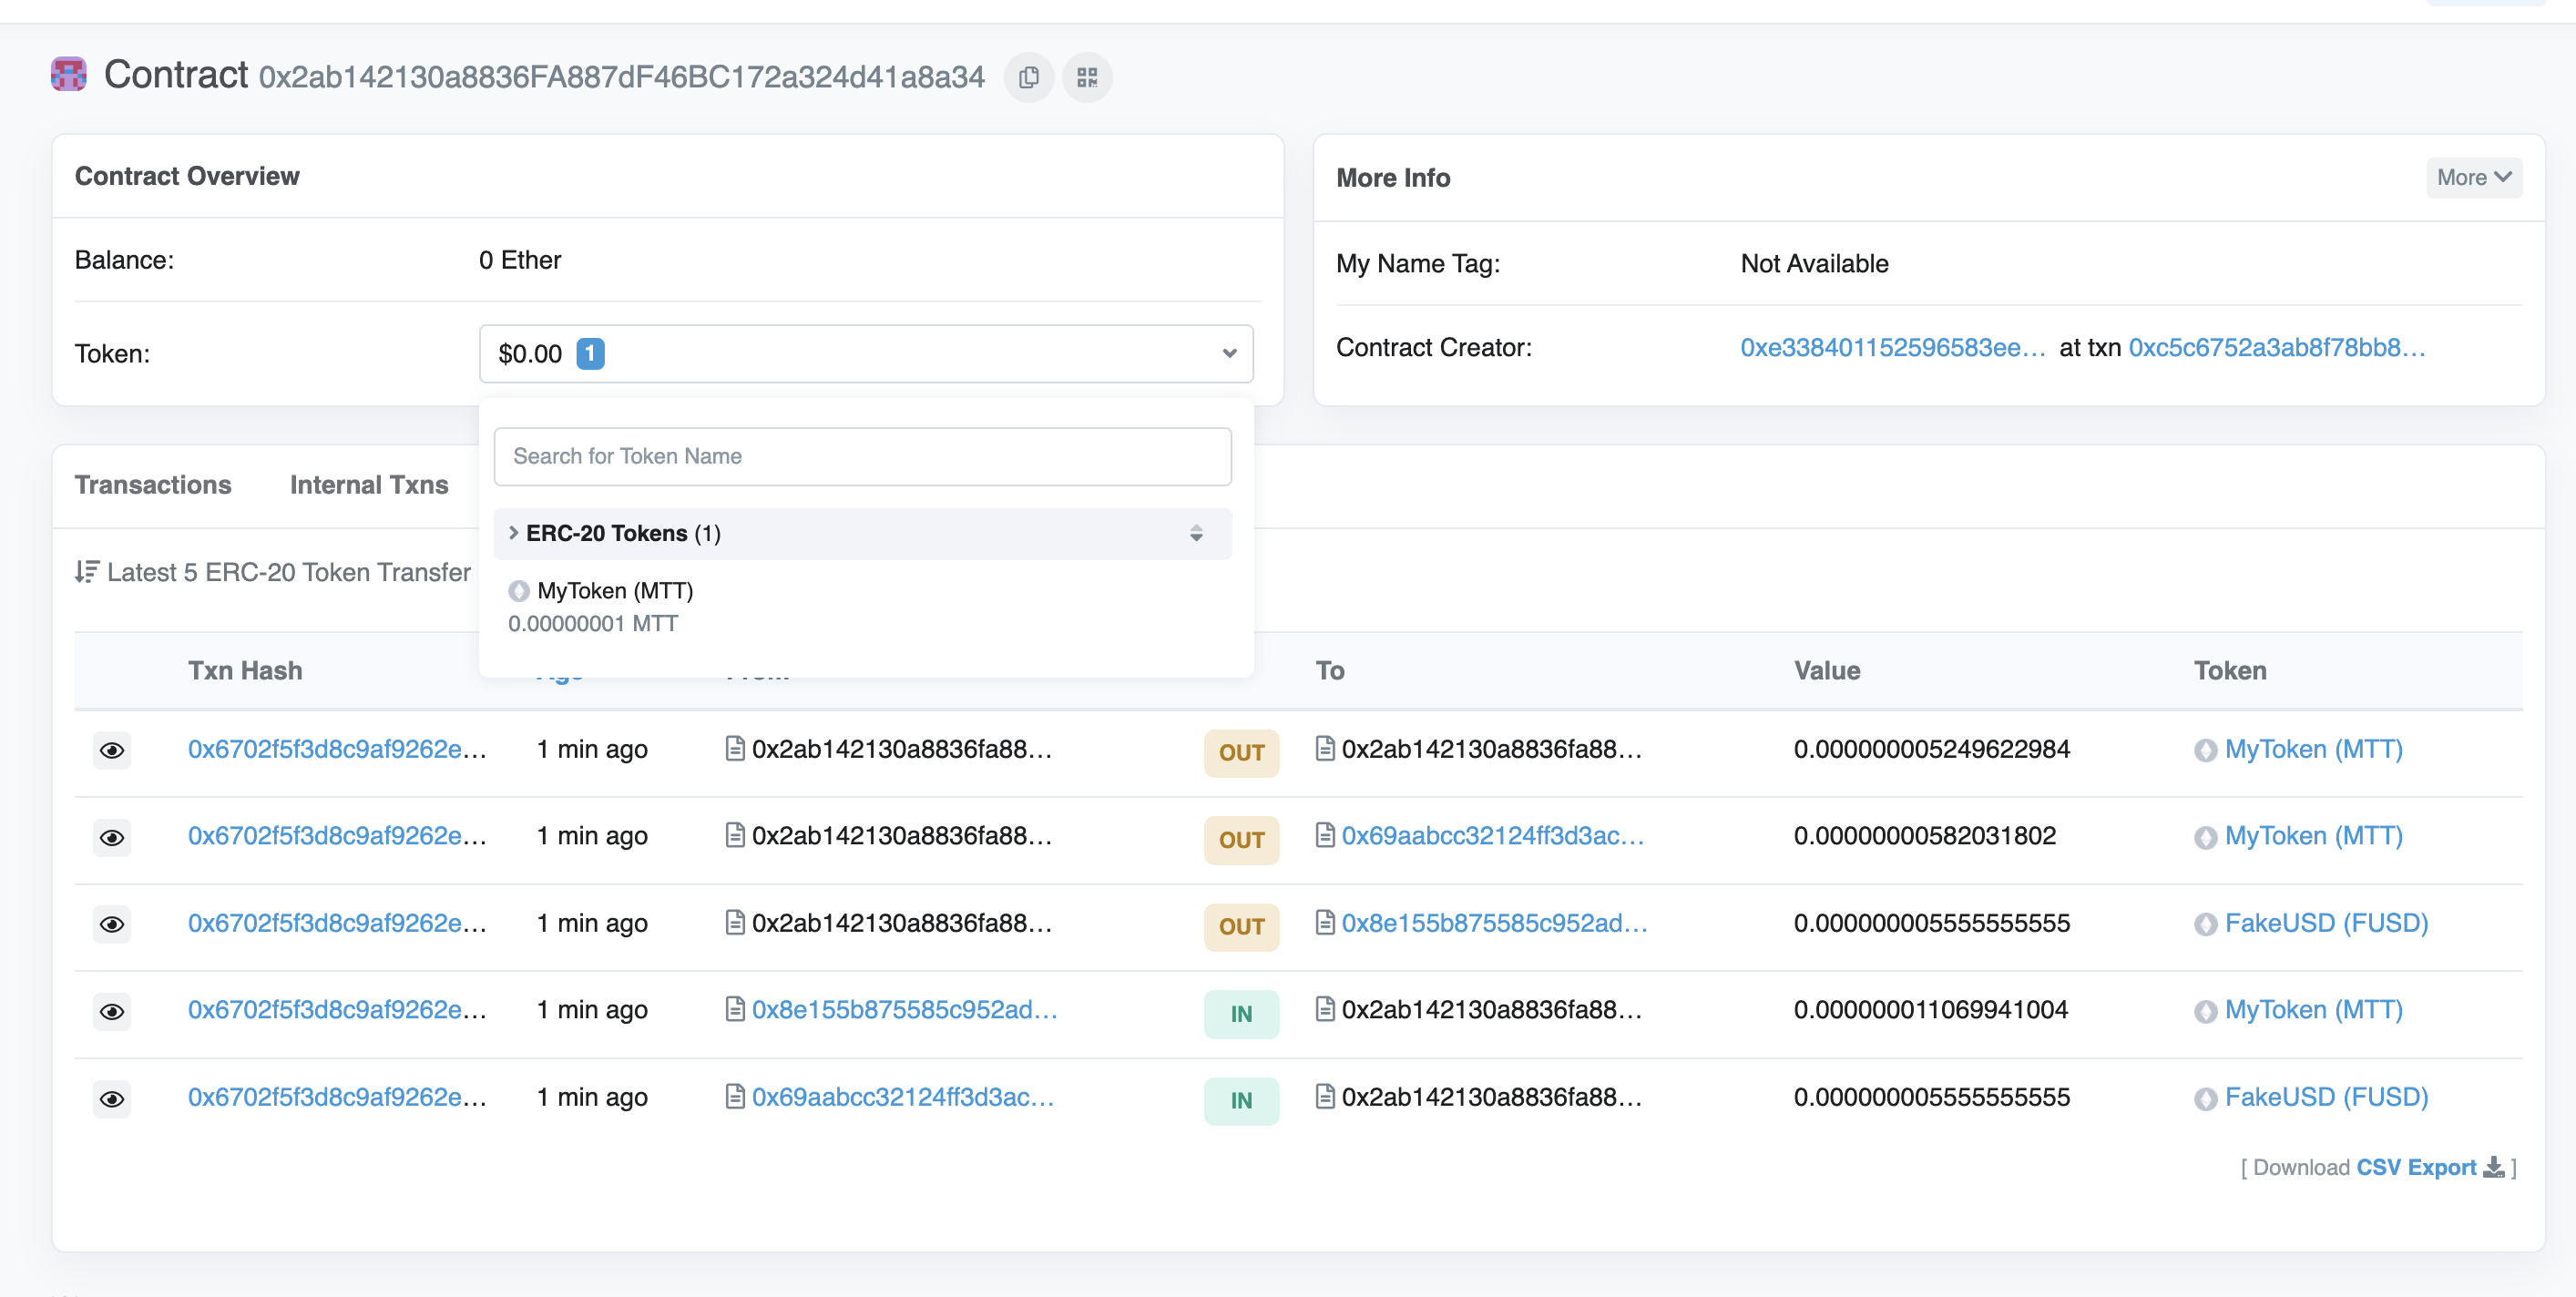 Contract 0x2ab142130a8836FA887dF46BC172a324d41a8a34
Contract Overview
Balance: 0 Ether
Token: $0.00 1
Search for Token Name
ERC-20 Tokens (1)
MyToken (MTT)
0.00000001 MTT
More Info
More
My Name Tag: Not Available
Contract Creator: 0xe338401152596583ee... at txn 0xc5c6752a3ab8f78bb8...
Transactions Internal Txns
Latest 5 ERC-20 Token Transfer
Txn Hash Age From To Value Token
0x6702f5f3d8c9af9262e... 1 min ago 0x2ab142130a8836fa88... OUT 0x2ab142130a8836fa88... 0.000000005249622984 MyToken (MTT)
0x6702f5f3d8c9af9262e... 1 min ago 0x2ab142130a8836fa88... OUT 0x69aabcc32124ff3d3ac... 0.00000000582031802 MyToken (MTT)
0x6702f5f3d8c9af9262e... 1 min ago 0x2ab142130a8836fa88... OUT 0x8e155b875585c952ad... 0.000000005555555555 FakeUSD (FUSD)
0x6702f5f3d8c9af9262e... 1 min ago 0x8e155b875585c952ad... IN 0x2ab142130a8836fa88... 0.000000011069941004 MyToken (MTT)
0x6702f5f3d8c9af9262e... 1 min ago 0x69aabcc32124ff3d3ac... IN 0x2ab142130a8836fa88... 0.000000005555555555 FakeUSD (FUSD)
[ Download CSV Export ]